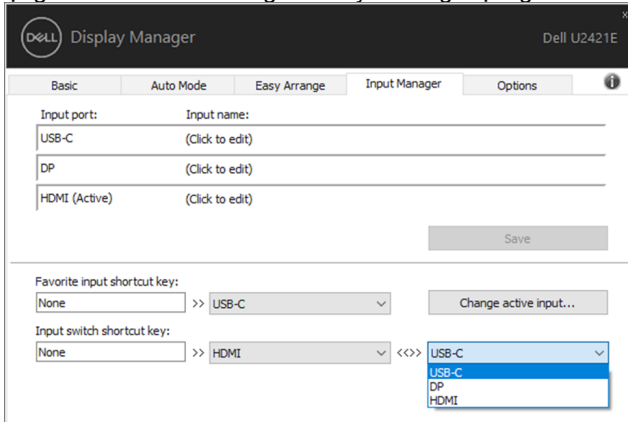 DELL Display Manager Dell U2421E
Basic Auto Mode Easy Arrange Input Manager Options
Input port: Input name:
USB-C (Click to edit)
DP (Click to edit)
HDMI (Active) (Click to edit)
Save
Favorite input shortcut key:
None >> USB-C Change active input...
Input switch shortcut key:
None >> HDMI <<>> USB-C
USB-C
DP
HDMI